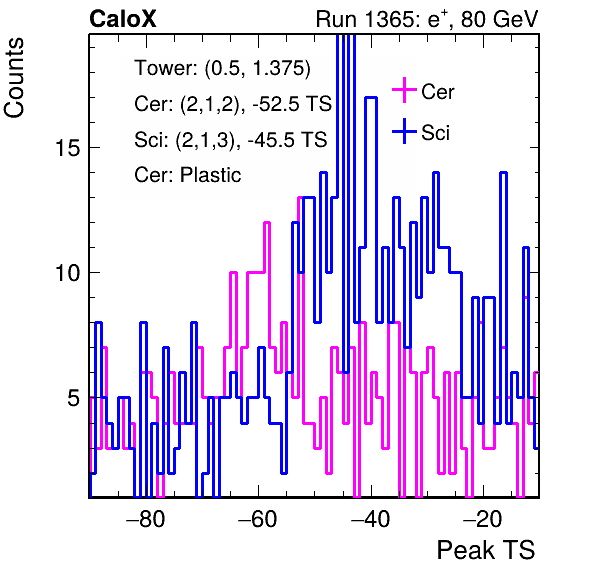 CaloX Run 1365: e⁺, 80 GeV
Counts
Tower: (0.5, 1.375)
Cer: (2,1,2), -52.5 TS
Sci: (2,1,3), -45.5 TS
Cer: Plastic
Cer
Sci
15
10
5
−80 −60 −40 −20
Peak TS